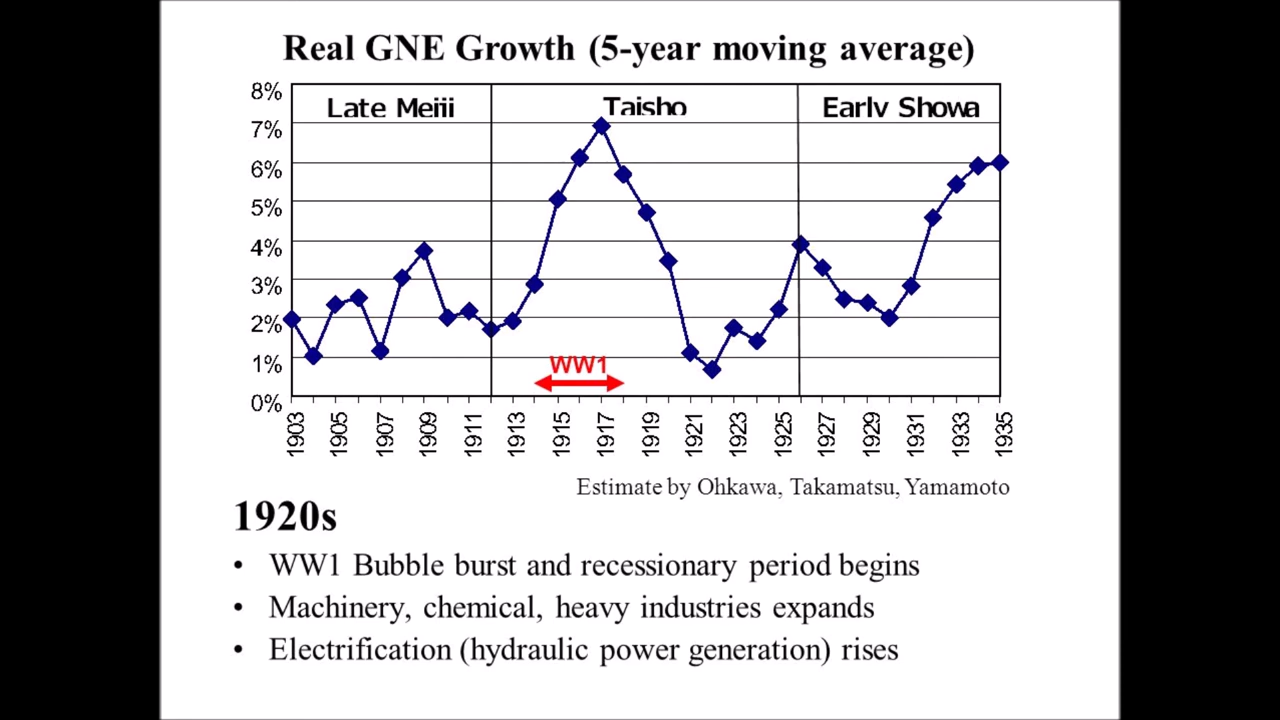 Real GNE Growth (5-year moving average)
8%
Late Meiji Taisho Early Showa
7%
6%
5%
4%
3%
2%
1%
WW1
0%
1903 1905 1907 1909 1911 1913 1915 1917 1919 1921 1923 1925 1927 1929 1931 1933 1935
Estimate by Ohkawa, Takamatsu, Yamamoto
1920s
• WW1 Bubble burst and recessionary period begins
• Machinery, chemical, heavy industries expands
• Electrification (hydraulic power generation) rises